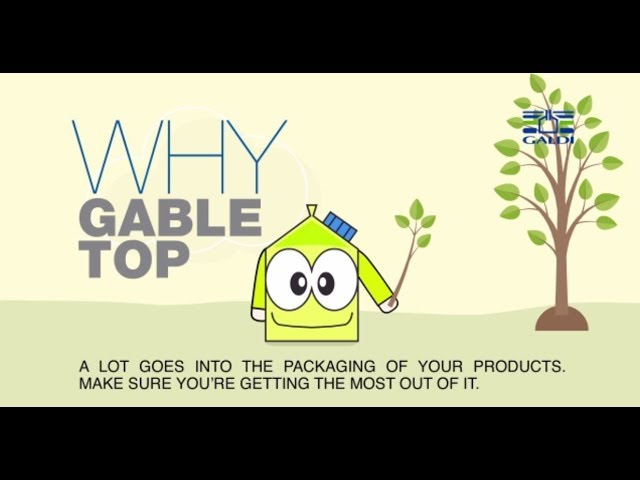 WHY
GABLE
TOP
GALDI
A LOT GOES INTO THE PACKAGING OF YOUR PRODUCTS.
MAKE SURE YOU'RE GETTING THE MOST OUT OF IT.